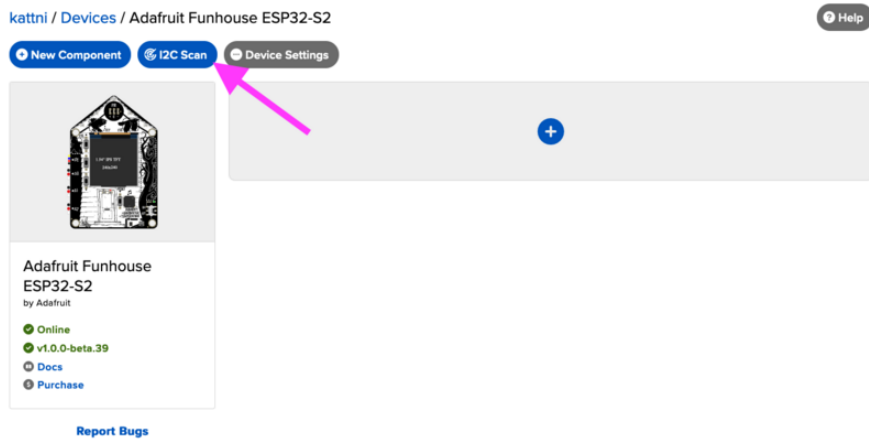 kattni / Devices / Adafruit Funhouse ESP32-S2
Help
New Component
I2C Scan
Device Settings
Adafruit Funhouse
ESP32-S2
by Adafruit
Online
v1.0.0-beta.39
Docs
Purchase
Report Bugs